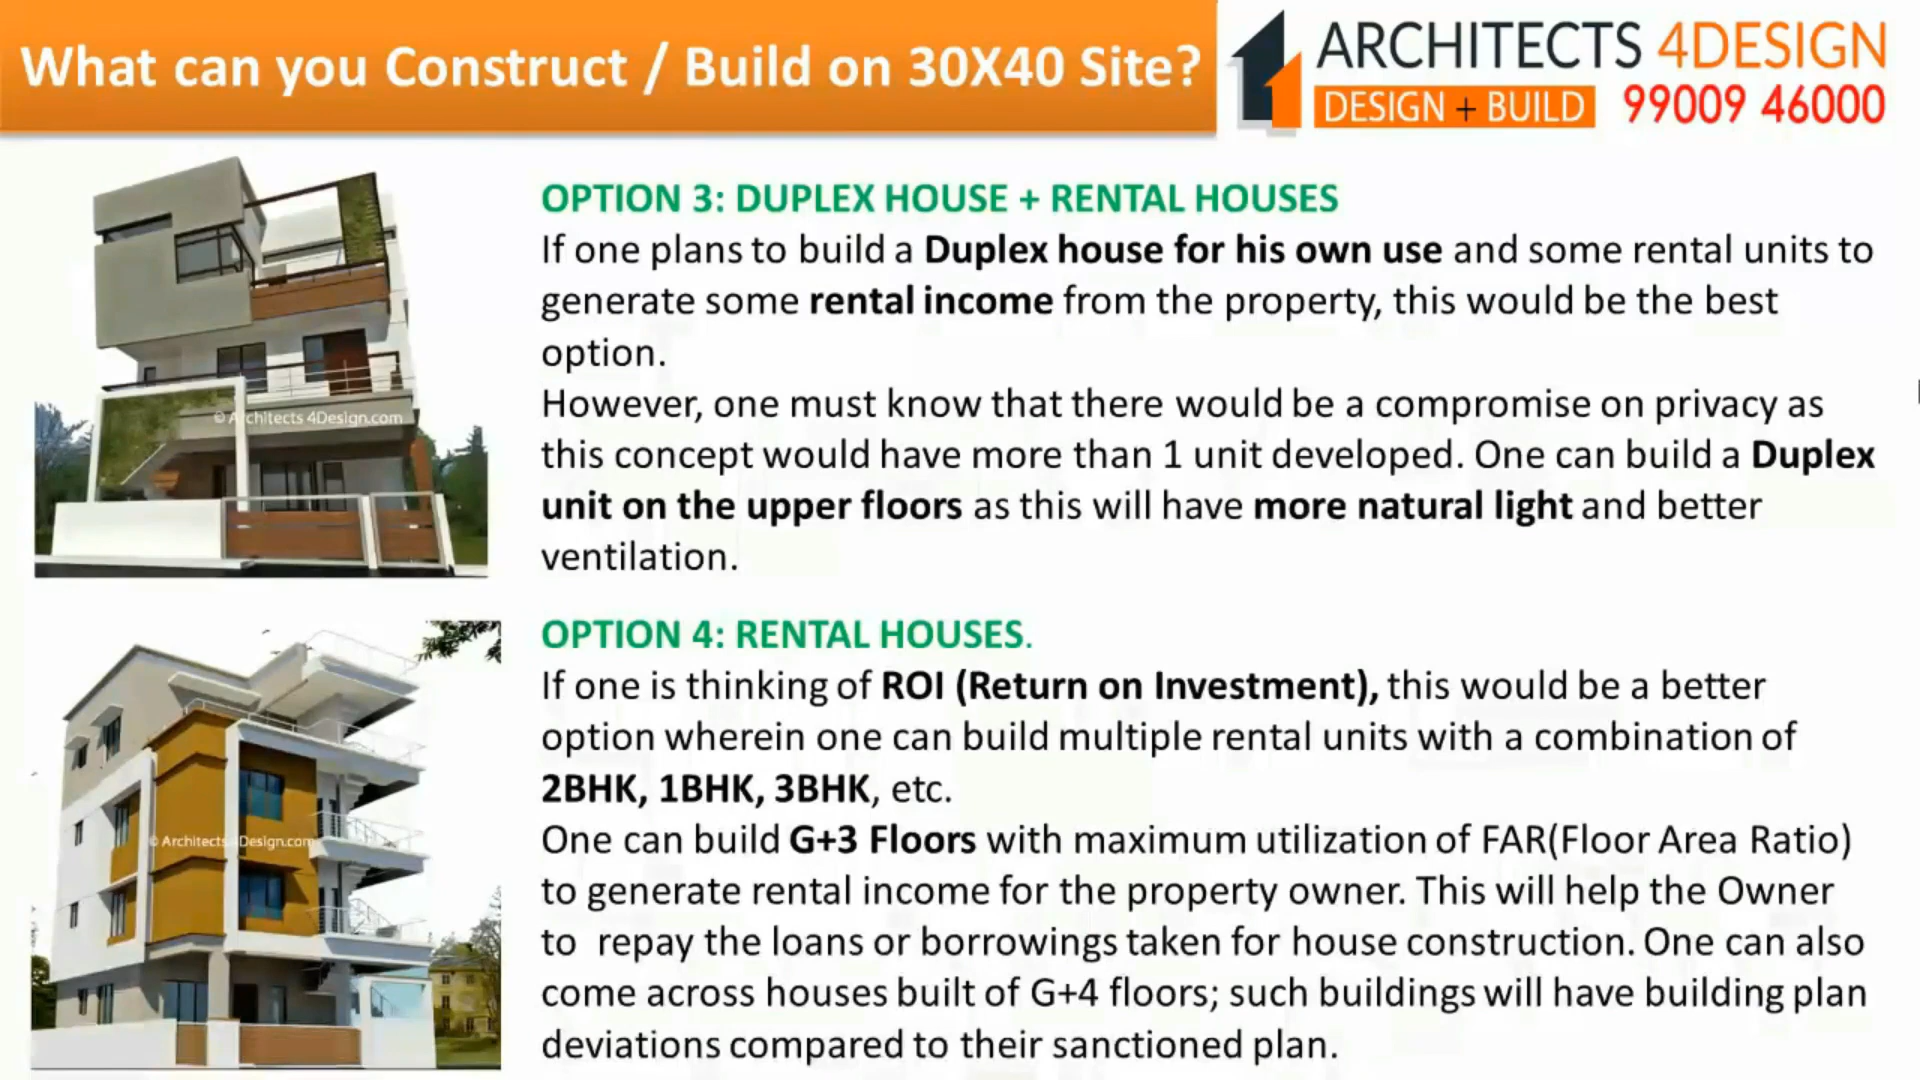 What can you Construct / Build on 30X40 Site?
ARCHITECTS 4DESIGN
DESIGN + BUILD 99009 46000
OPTION 3: DUPLEX HOUSE + RENTAL HOUSES
If one plans to build a Duplex house for his own use and some rental units to
generate some rental income from the property, this would be the best
option.
However, one must know that there would be a compromise on privacy as
this concept would have more than 1 unit developed. One can build a Duplex
unit on the upper floors as this will have more natural light and better
ventilation.
© Architects 4Design.com
OPTION 4: RENTAL HOUSES.
If one is thinking of ROI (Return on Investment), this would be a better
option wherein one can build multiple rental units with a combination of
2BHK, 1BHK, 3BHK, etc.
One can build G+3 Floors with maximum utilization of FAR(Floor Area Ratio)
to generate rental income for the property owner. This will help the Owner
to  repay the loans or borrowings taken for house construction. One can also
come across houses built of G+4 floors; such buildings will have building plan
deviations compared to their sanctioned plan.
© Architects 4Design.com